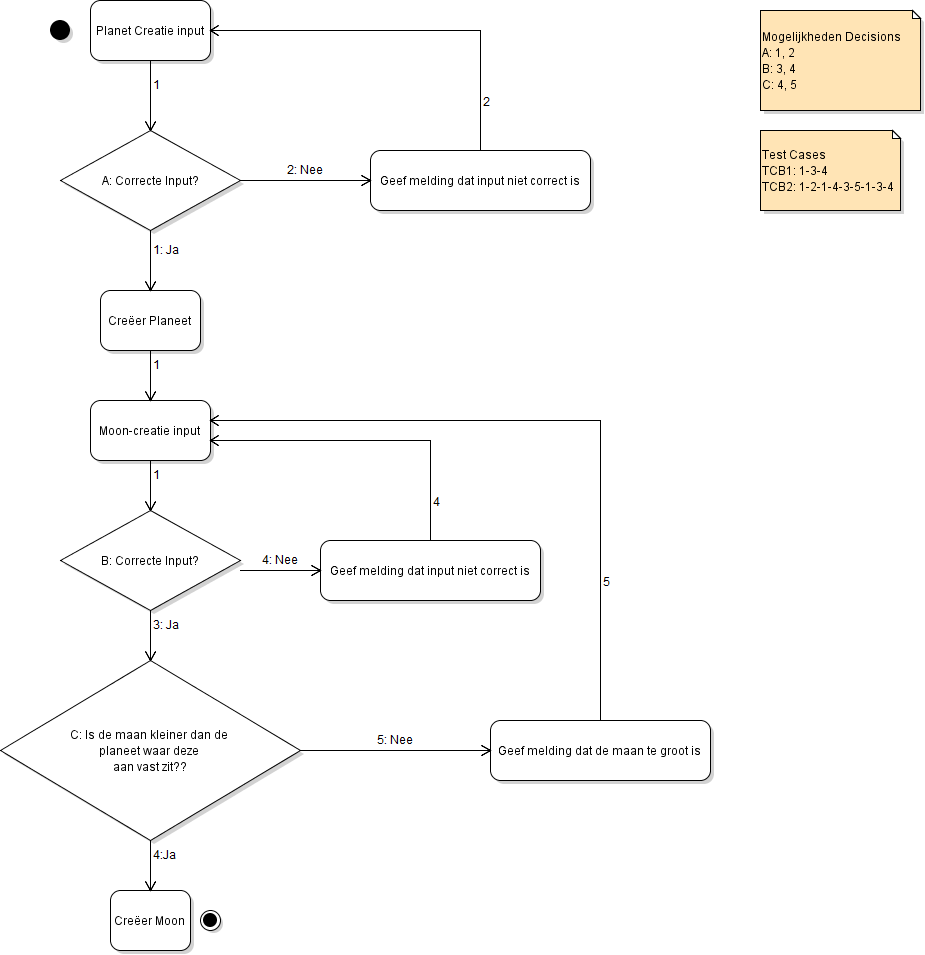 Planet Creatie input
1
2
A: Correcte Input?
2: Nee
Geef melding dat input niet correct is
1: Ja
Creëer Planeet
1
Moon-creatie input
1
4
B: Correcte Input?
4: Nee
Geef melding dat input niet correct is
3: Ja
5
C: Is de maan kleiner dan de
planeet waar deze
aan vast zit??
5: Nee
Geef melding dat de maan te groot is
4:Ja
Creëer Moon
Mogelijkheden Decisions
A: 1, 2
B: 3, 4
C: 4, 5
Test Cases
TCB1: 1-3-4
TCB2: 1-2-1-4-3-5-1-3-4